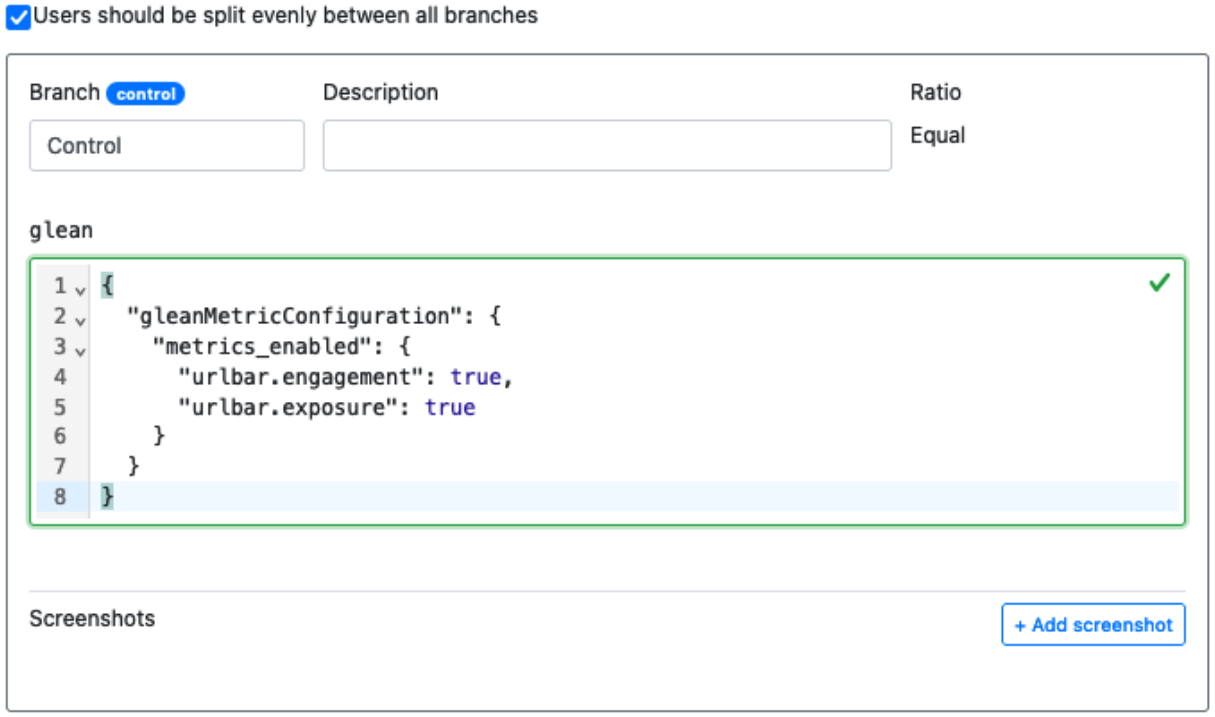 Users should be split evenly between all branches
Branch control Description Ratio
Control Equal
glean
1 {
2 "gleanMetricConfiguration": {
3 "metrics_enabled": {
4 "urlbar.engagement": true,
5 "urlbar.exposure": true
6 }
7 }
8 }
Screenshots + Add screenshot